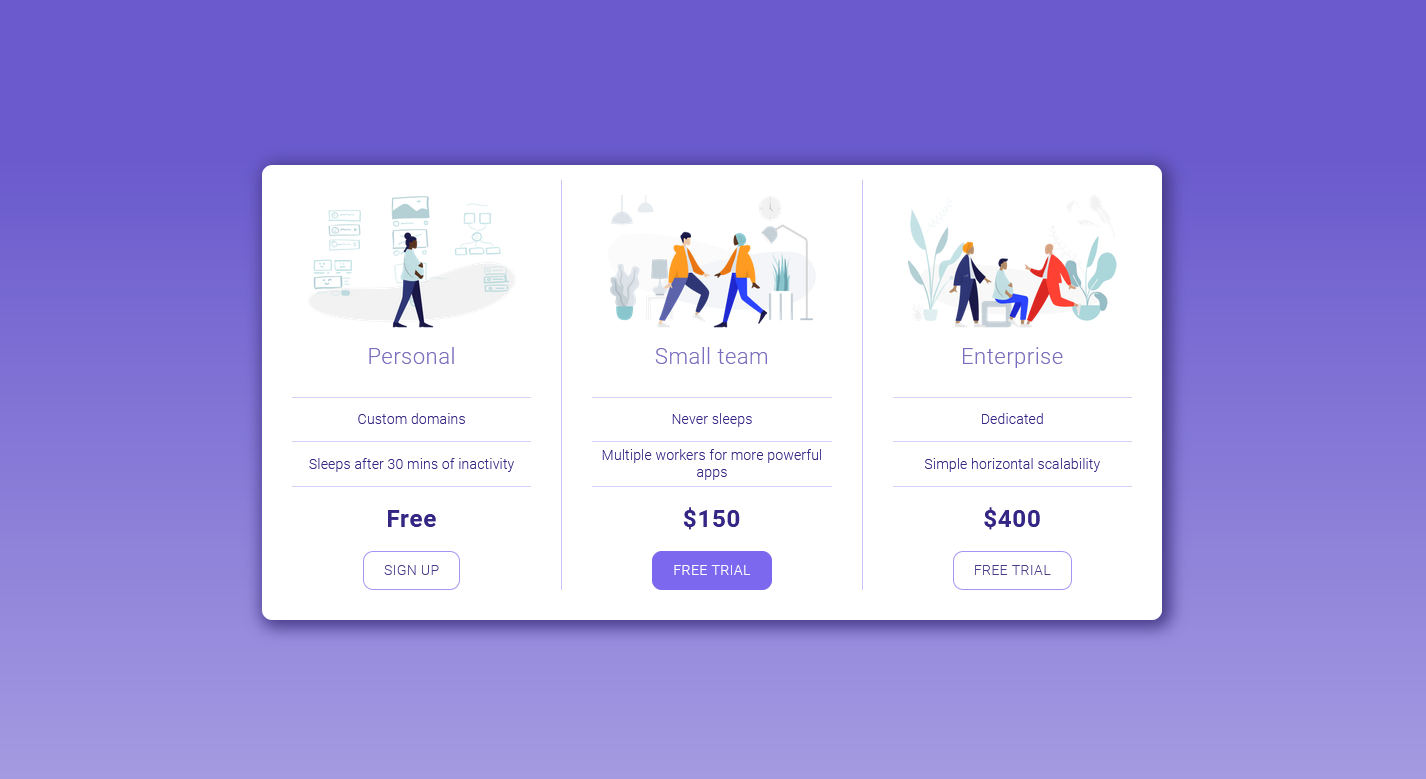 Personal
Custom domains
Sleeps after 30 mins of inactivity
Free
SIGN UP
Small team
Never sleeps
Multiple workers for more powerful
apps
$150
FREE TRIAL
Enterprise
Dedicated
Simple horizontal scalability
$400
FREE TRIAL